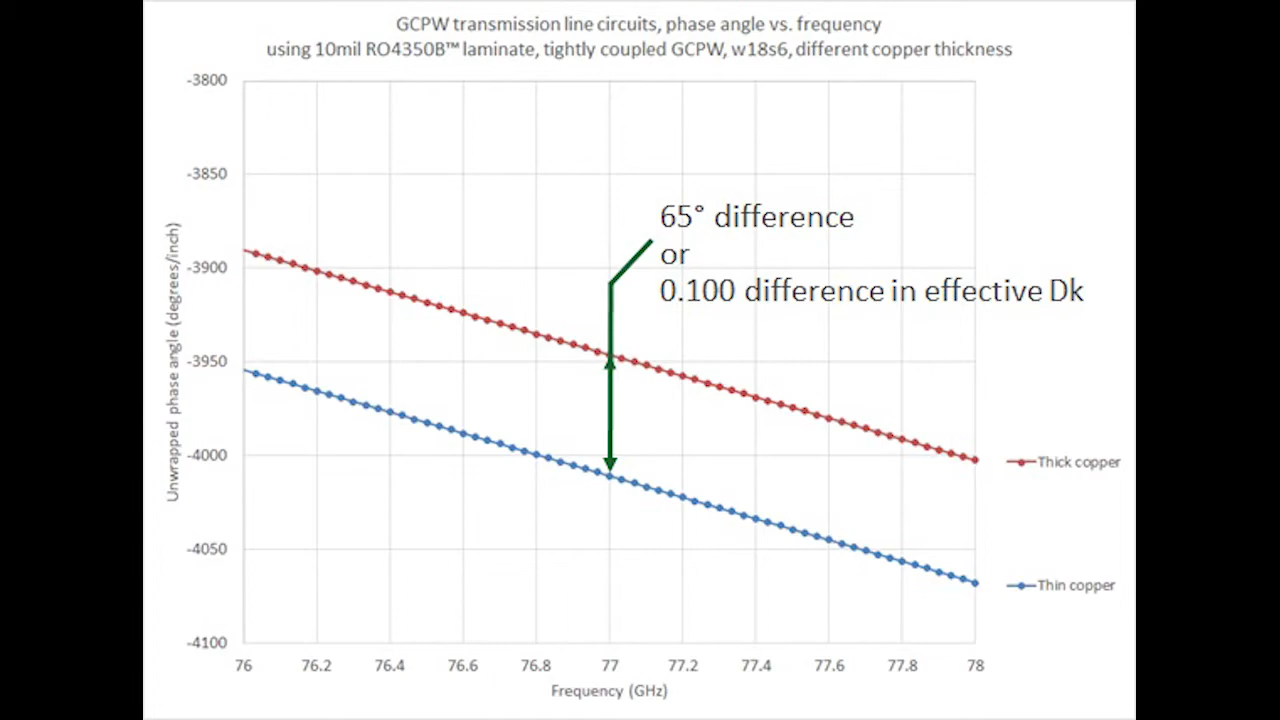 GCPW transmission line circuits, phase angle vs. frequency
using 10mil RO4350B™ laminate, tightly coupled GCPW, w18s6, different copper thickness
-3800
-3850
-3900
-3950
-4000
-4050
-4100
Unwrapped phase angle (degrees/inch)
65° difference
or
0.100 difference in effective Dk
Thick copper
Thin copper
76
76.2
76.4
76.6
76.8
77
77.2
77.4
77.6
77.8
78
Frequency (GHz)